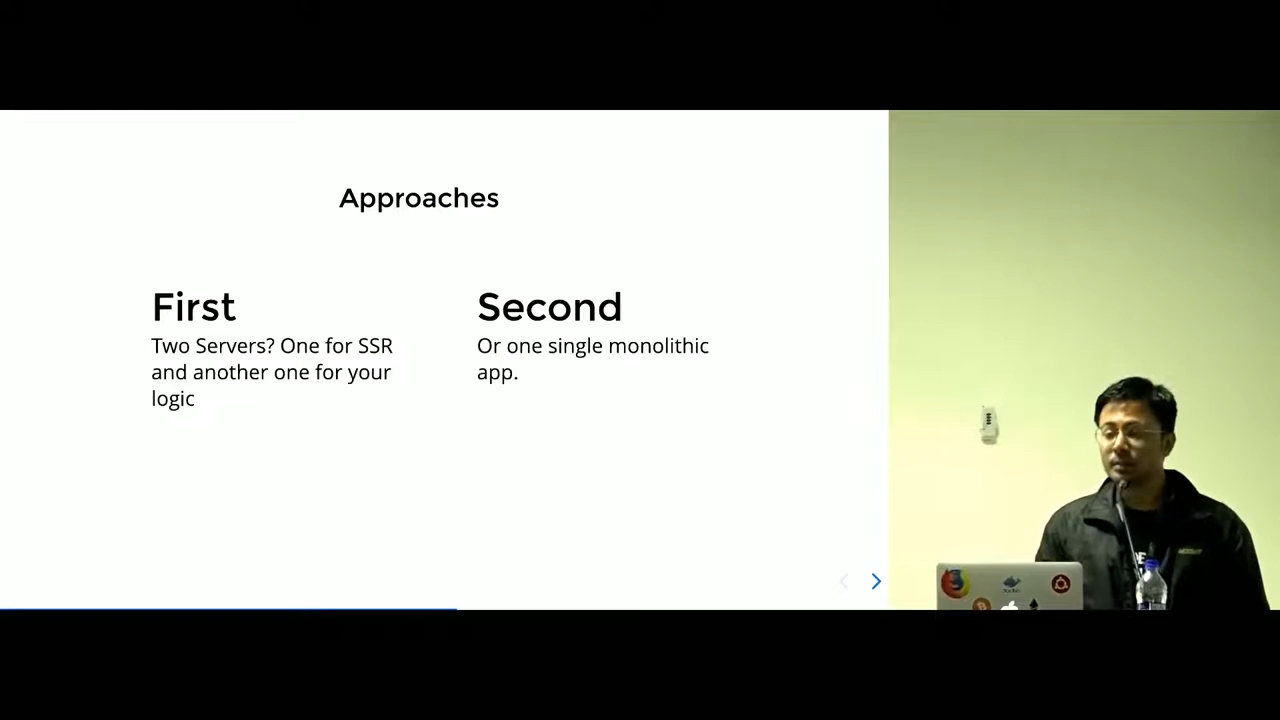 Approaches
First
Two Servers? One for SSR
and another one for your
logic
Second
Or one single monolithic
app.